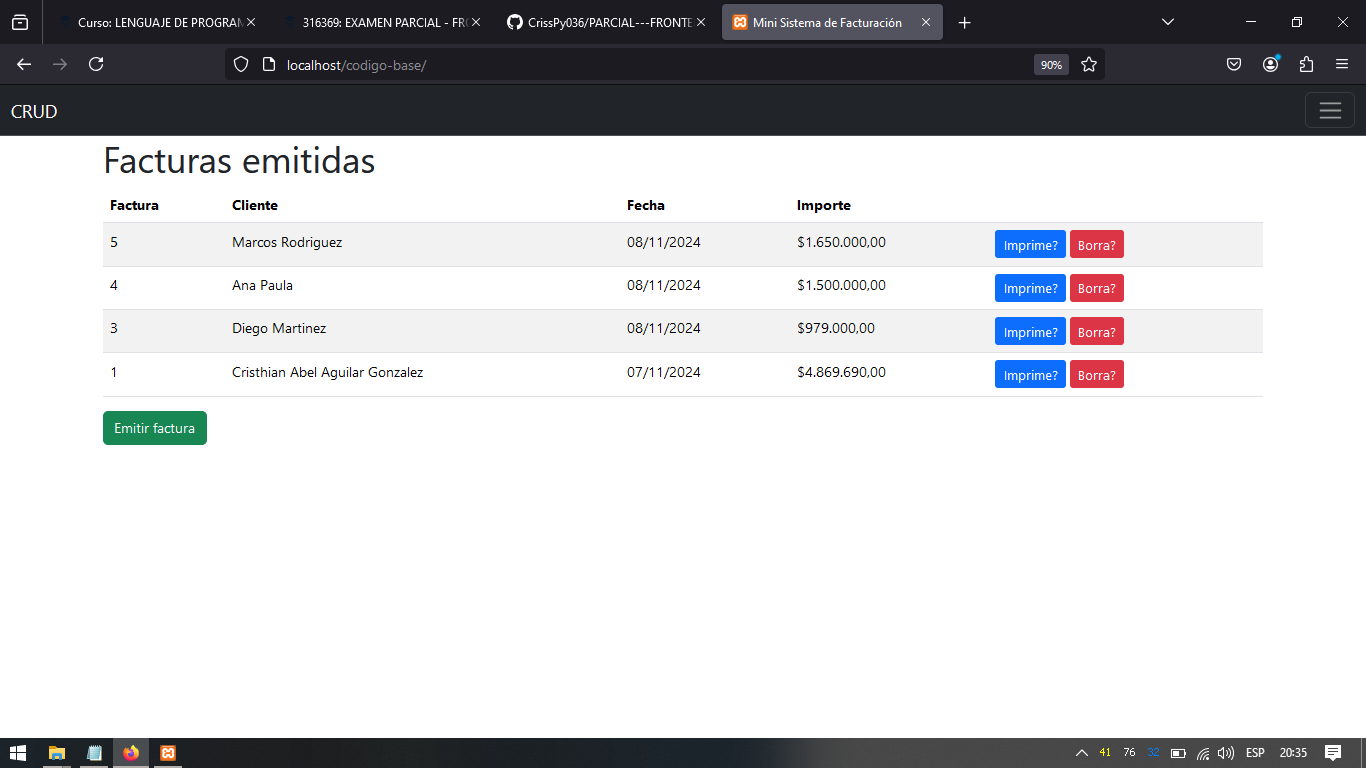 Curso: LENGUAJE DE PROGRAM
316369: EXAMEN PARCIAL - FRO
CrissPy036/PARCIAL---FRONTE
Mini Sistema de Facturación
localhost/codigo-base/
90%
CRUD
Facturas emitidas
Factura Cliente Fecha Importe
5 Marcos Rodriguez 08/11/2024 $1.650.000,00 Imprime? Borra?
4 Ana Paula 08/11/2024 $1.500.000,00 Imprime? Borra?
3 Diego Martinez 08/11/2024 $979.000,00 Imprime? Borra?
1 Cristhian Abel Aguilar Gonzalez 07/11/2024 $4.869.690,00 Imprime? Borra?
Emitir factura
41 76 32 ESP 20:35